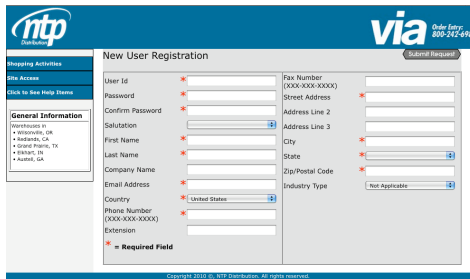 ntp
Distribution
via
Order Entry:
800-242-69
Shopping Activities
Site Access
Click to See Help Items
General Information
Warehouses in
• Wilsonville, OR
• Redlands, CA
• Grand Prairie, TX
• Elkhart, IN
• Austell, GA
New User Registration
Submit Request
User Id *
Password *
Confirm Password *
Salutation
First Name *
Last Name *
Company Name
Email Address *
Country * United States
Phone Number
(XXX-XXX-XXXX) *
Extension
* = Required Field
Fax Number
(XXX-XXX-XXXX)
Street Address *
Address Line 2
Address Line 3
City *
State *
Zip/Postal Code *
Industry Type Not Applicable
Copyright 2010 ©, NTP Distribution. All rights reserved.